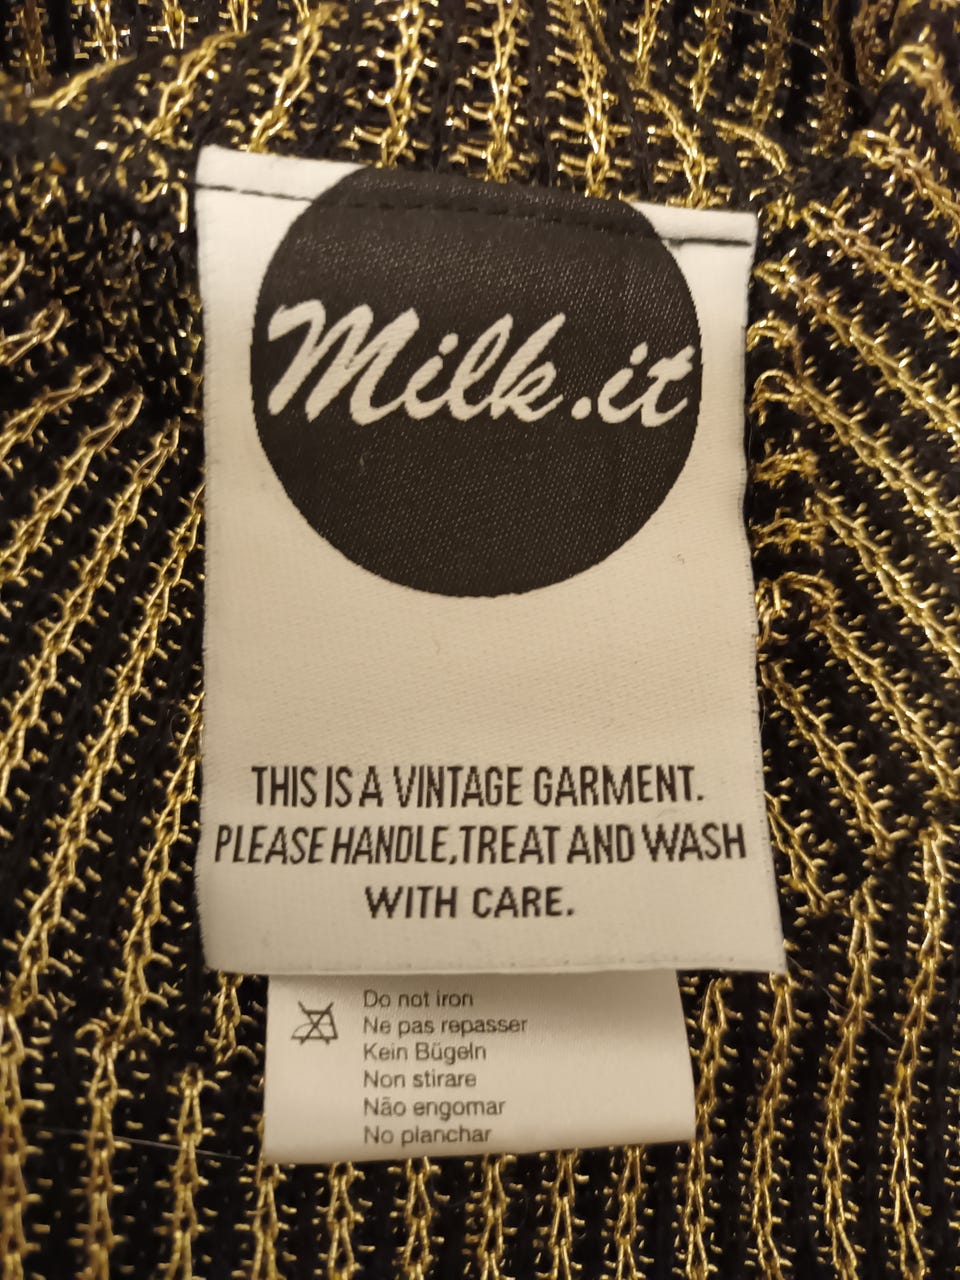 Milk.it
THIS IS A VINTAGE GARMENT.
PLEASE HANDLE, TREAT AND WASH
WITH CARE.
Do not iron
Ne pas repasser
Kein Bügeln
Non stirare
Não engomar
No planchar